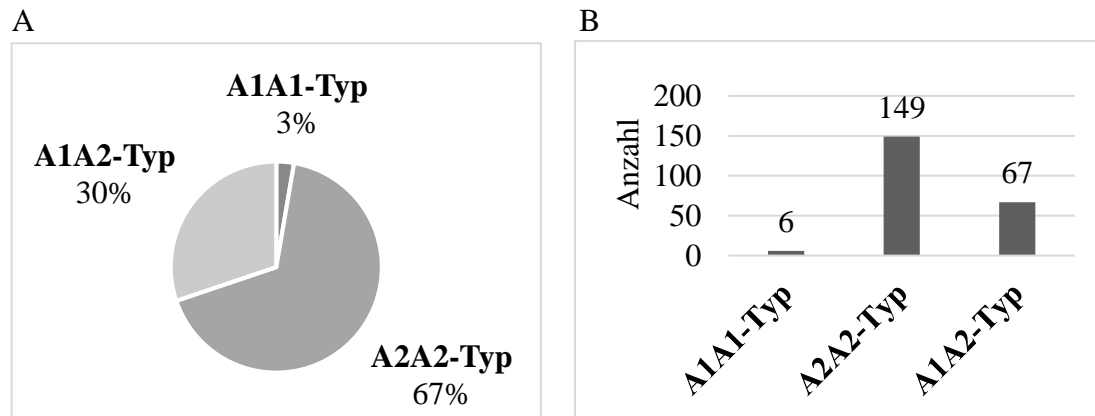 A
A1A1-Typ
3%
A1A2-Typ
30%
A2A2-Typ
67%
B
Anzahl
200
150
100
50
0
6
149
67
A1A1-Typ
A2A2-Typ
A1A2-Typ